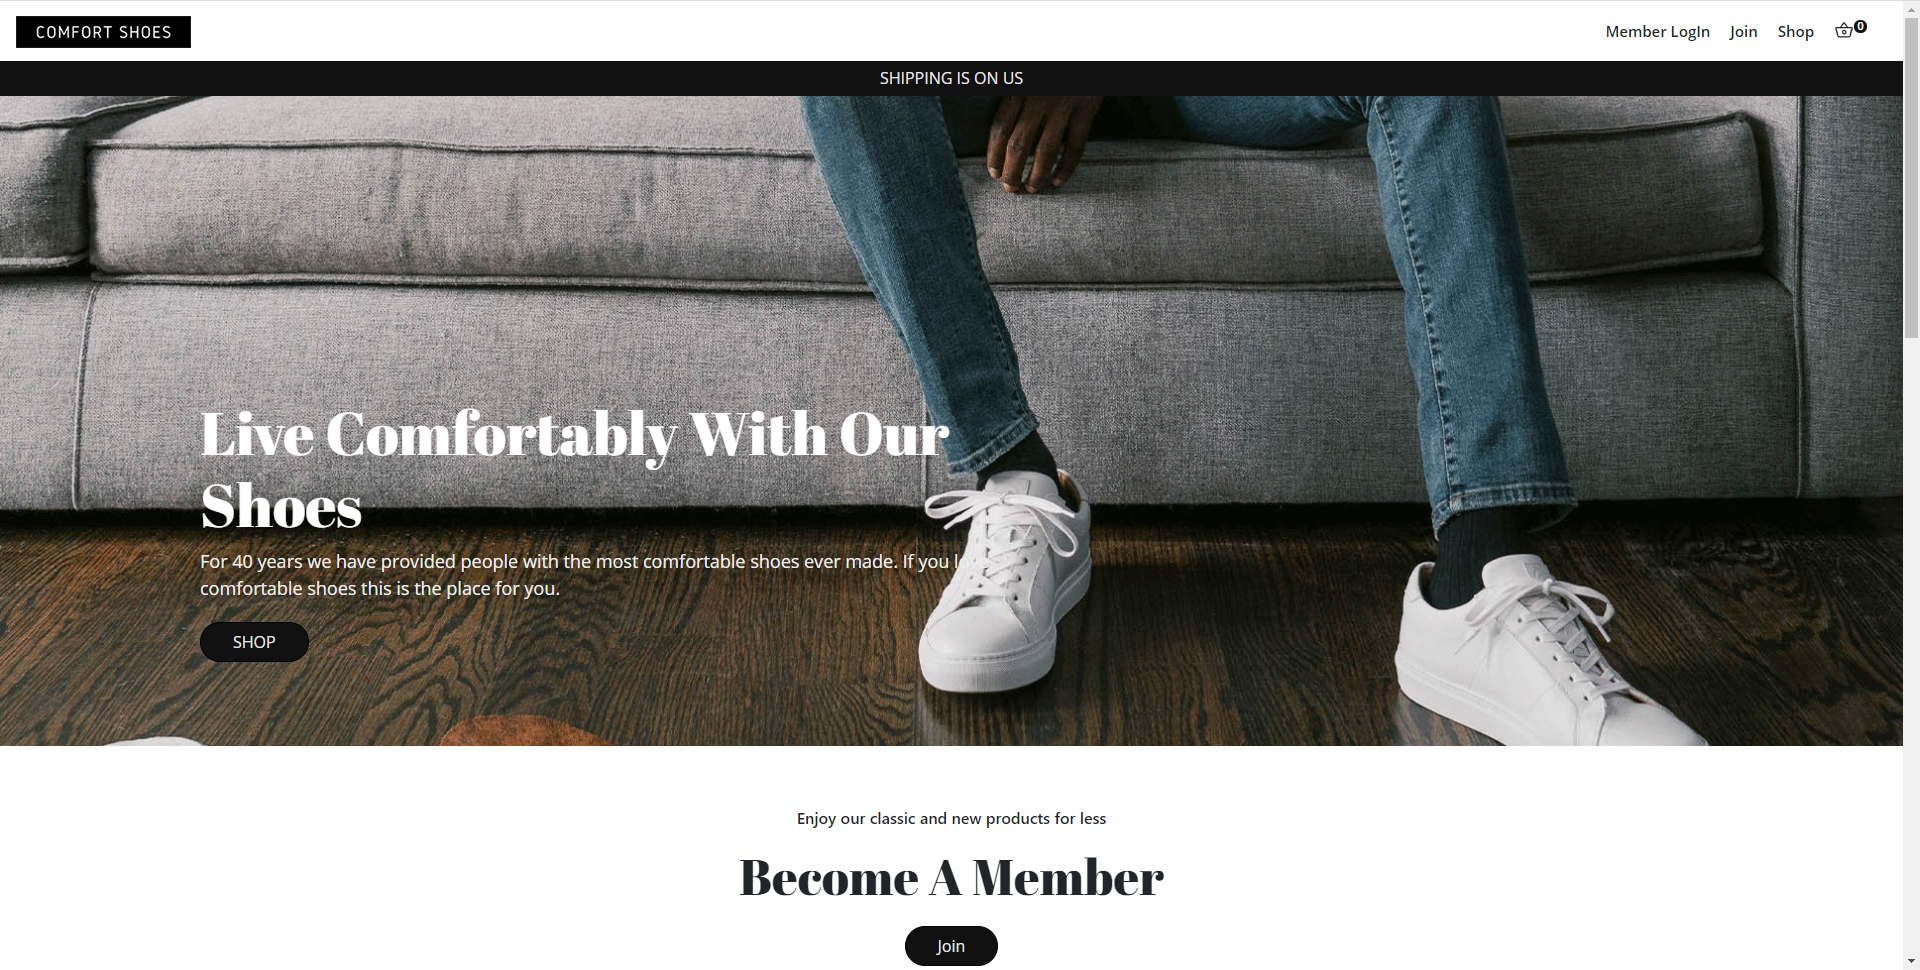 COMFORT SHOES
Member LogIn Join Shop 0
SHIPPING IS ON US
Live Comfortably With Our
Shoes
For 40 years we have provided people with the most comfortable shoes ever made. If you love
comfortable shoes this is the place for you.
SHOP
Enjoy our classic and new products for less
Become A Member
Join